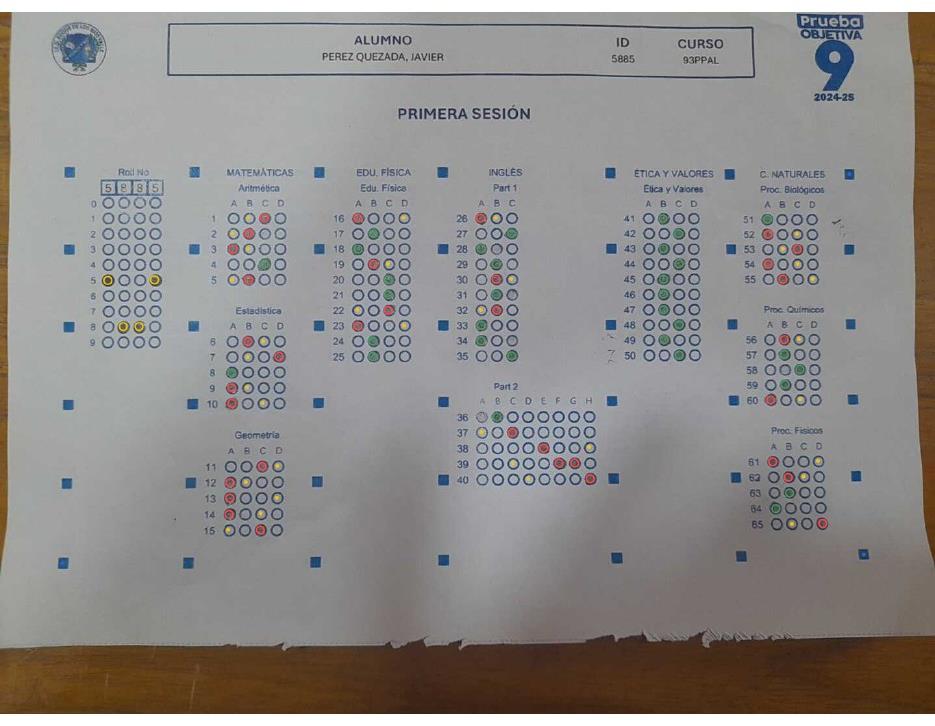 Prueba
OBJETIVA
9
2024-25
ALUMNO ID CURSO
PEREZ QUEZADA, JAVIER 5885 93PPAL
PRIMERA SESIÓN
Roll No
5 8 8 5
0
1
2
3
4
5
6
7
8
9
MATEMÁTICAS
Aritmética
A B C D
1
2
3
4
5
Estadística
A B C D
6
7
8
9
10
Geometría
A B C D
11
12
13
14
15
EDU. FÍSICA
Edu. Física
A B C D
16
17
18
19
20
21
22
23
24
25
INGLÉS
Part 1
A B C
26
27
28
29
30
31
32
33
34
35
Part 2
A B C D E F G H
36
37
38
39
40
ÉTICA Y VALORES
Ética y Valores
A B C D
41
42
43
44
45
46
47
48
49
50
C. NATURALES
Proc. Biológicos
A B C D
51
52
53
54
55
Proc. Químicos
A B C D
56
57
58
59
60
Proc. Físicos
A B C D
61
62
63
64
65